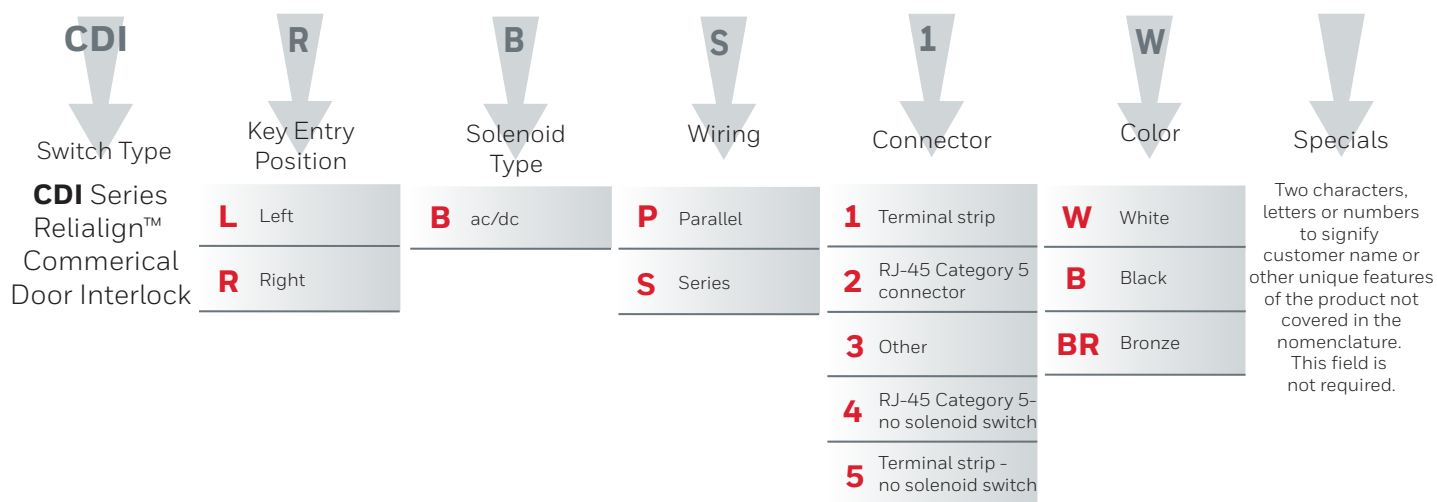 CDI
R
B
S
1
W
Switch Type
CDI Series
Relialign™
Commerical
Door Interlock
Key Entry
Position
L Left
R Right
Solenoid
Type
B ac/dc
Wiring
P Parallel
S Series
Connector
1 Terminal strip
2 RJ-45 Category 5
connector
3 Other
4 RJ-45 Category 5-
no solenoid switch
5 Terminal strip -
no solenoid switch
Color
W White
B Black
BR Bronze
Specials
Two characters,
letters or numbers
to signify
customer name or
other unique features
of the product not
covered in the
nomenclature.
This field is
not required.